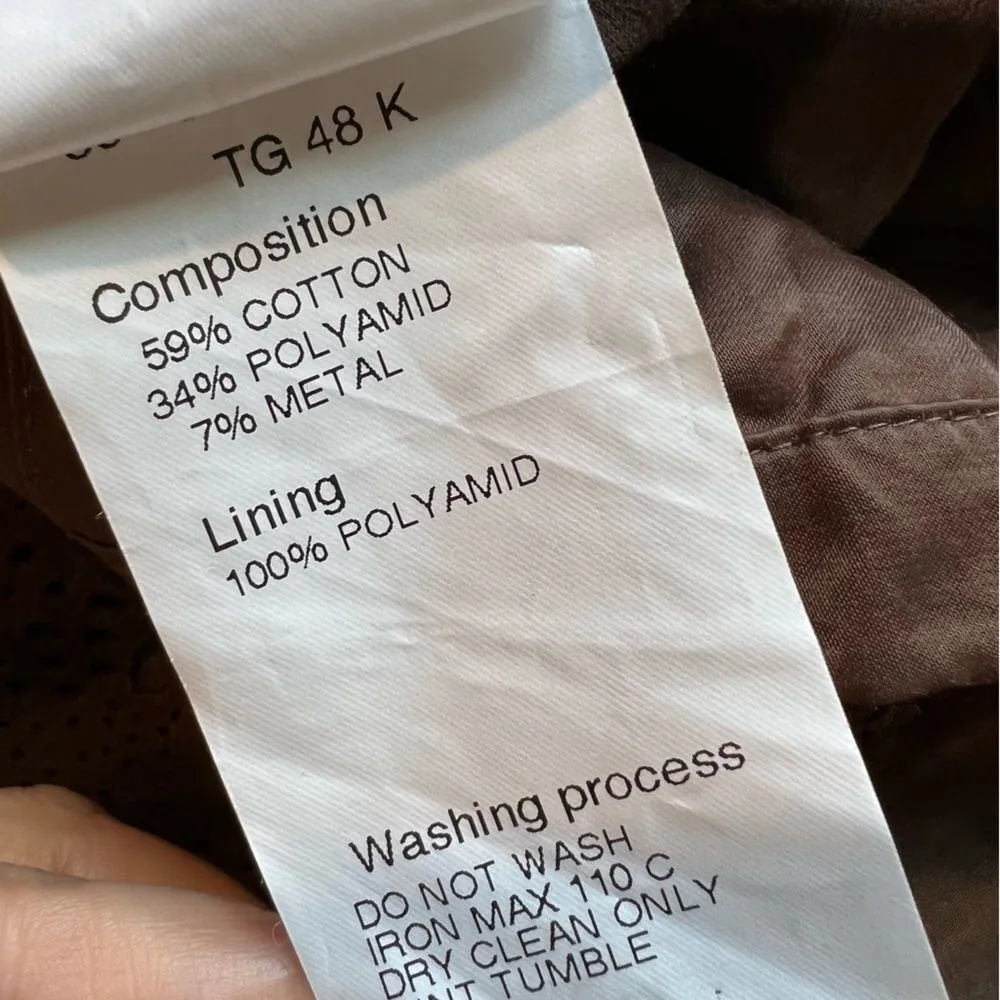 TG 48 K
Composition
59% COTTON
34% POLYAMID
7% METAL
Lining
100% POLYAMID
Washing process
DO NOT WASH
IRON MAX 110 C
DRY CLEAN ONLY
TUMBLE